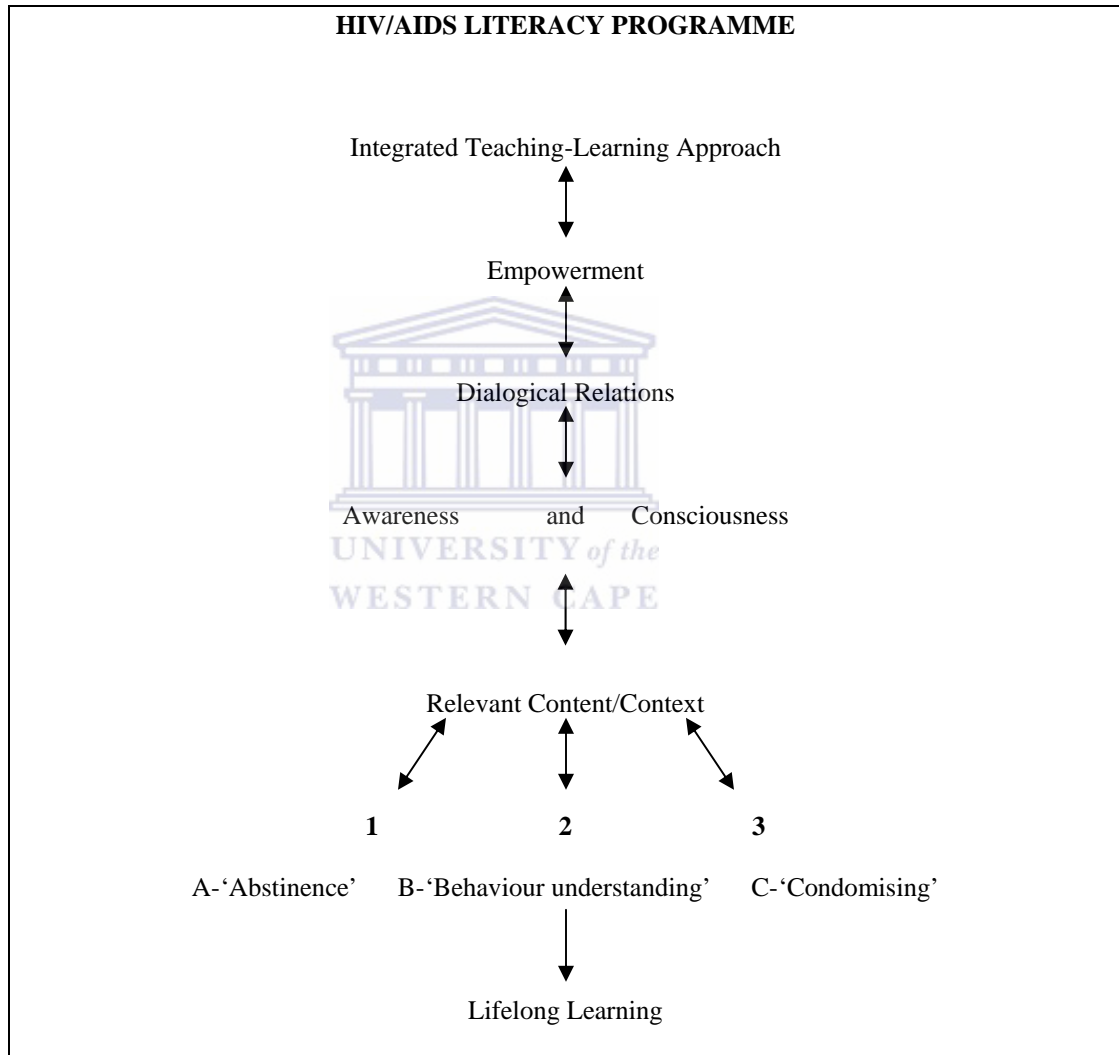 HIV/AIDS LITERACY PROGRAMME
Integrated Teaching-Learning Approach
Empowerment
Dialogical Relations
Awareness and Consciousness
UNIVERSITY of the
WESTERN CAPE
Relevant Content/Context
1 2 3
A-‘Abstinence’ B-‘Behaviour understanding’ C-‘Condomising’
Lifelong Learning